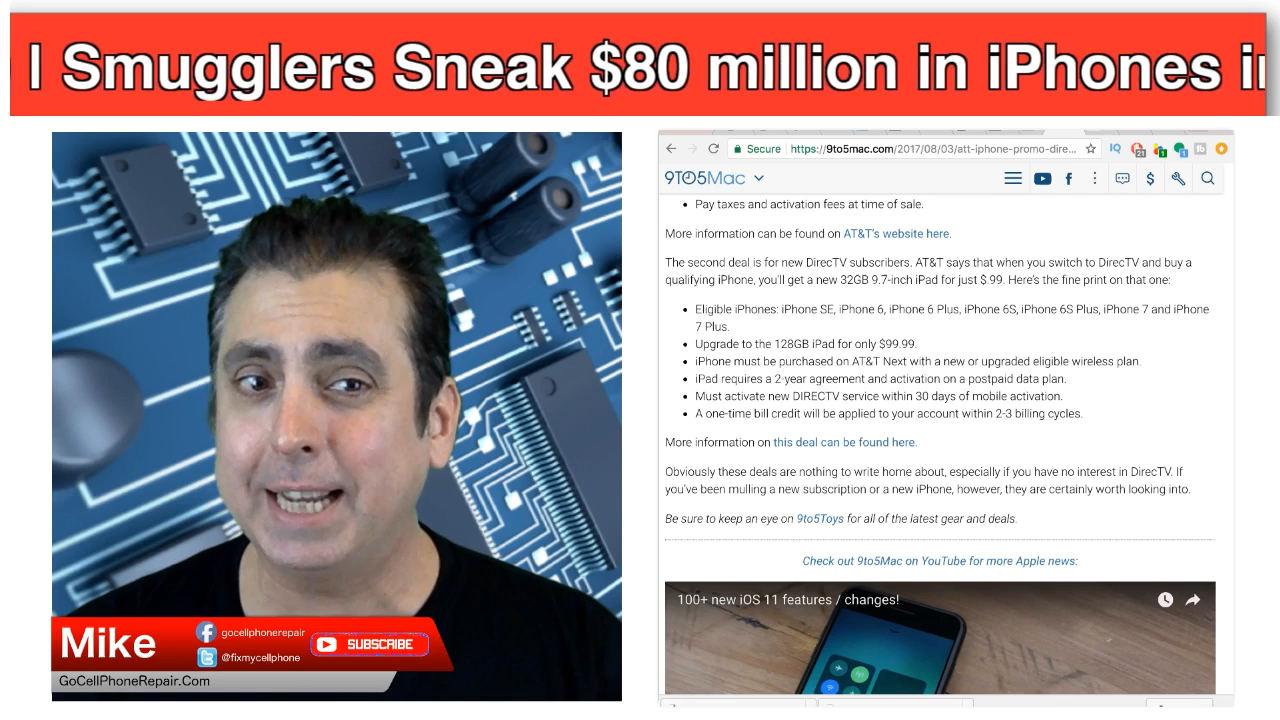 l Smugglers Sneak $80 million in iPhones i
Secure https://9to5mac.com/2017/08/03/att-iphone-promo-dire...
9TO5Mac
Pay taxes and activation fees at time of sale.
More information can be found on AT&T's website here.
The second deal is for new DirecTV subscribers. AT&T says that when you switch to DirecTV and buy a
qualifying iPhone, you'll get a new 32GB 9.7-inch iPad for just $.99. Here's the fine print on that one:
Eligible iPhones: iPhone SE, iPhone 6, iPhone 6 Plus, iPhone 6S, iPhone 6S Plus, iPhone 7 and iPhone
7 Plus.
Upgrade to the 128GB iPad for only $99.99.
iPhone must be purchased on AT&T Next with a new or upgraded eligible wireless plan.
iPad requires a 2-year agreement and activation on a postpaid data plan.
Must activate new DIRECTV service within 30 days of mobile activation.
A one-time bill credit will be applied to your account within 2-3 billing cycles.
More information on this deal can be found here.
Obviously these deals are nothing to write home about, especially if you have no interest in DirecTV. If
you've been mulling a new subscription or a new iPhone, however, they are certainly worth looking into.
Be sure to keep an eye on 9to5Toys for all of the latest gear and deals.
Check out 9to5Mac on YouTube for more Apple news:
100+ new iOS 11 features / changes!
Mike
gocellphonerepair
@fixmycellphone
SUBSCRIBE
GoCellPhoneRepair.Com